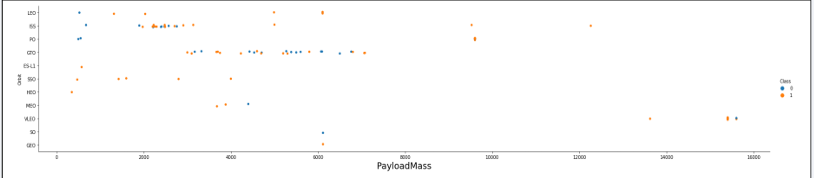 LEO
ISS
PO
GTO
ES-L1
SSO
HEO
MEO
VLEO
SO
GEO
Orbit
0
2000
4000
6000
8000
10000
12000
14000
16000
PayloadMass
Class
0
1